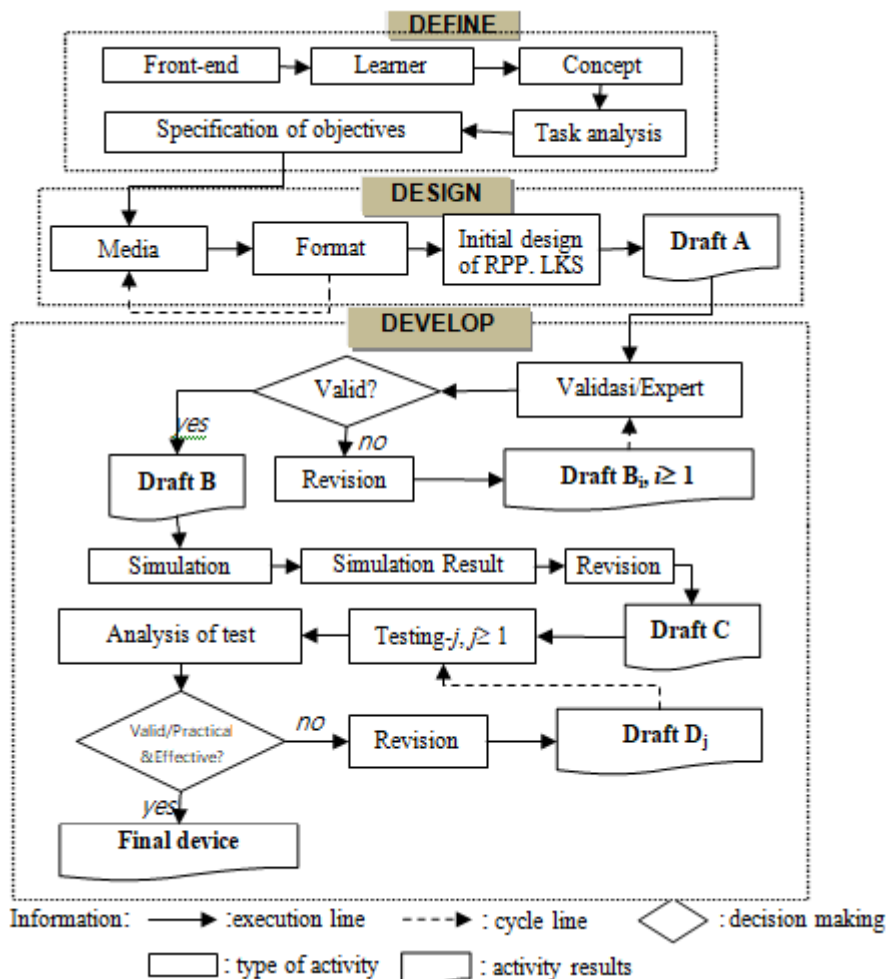 DEFINE
Front-end
Learner
Concept
Specification of objectives
Task analysis
DESIGN
Media
Format
Initial design
of RPP. LKS
Draft A
DEVELOP
Valid?
Validasi/Expert
yes
no
Draft B
Revision
Draft Bi, i≥ 1
Simulation
Simulation Result
Revision
Analysis of test
Testing-j, j≥ 1
Draft C
Valid/Practical
&Effective?
no
Revision
Draft Dj
yes
Final device
Information: : execution line : cycle line : decision making
: type of activity : activity results